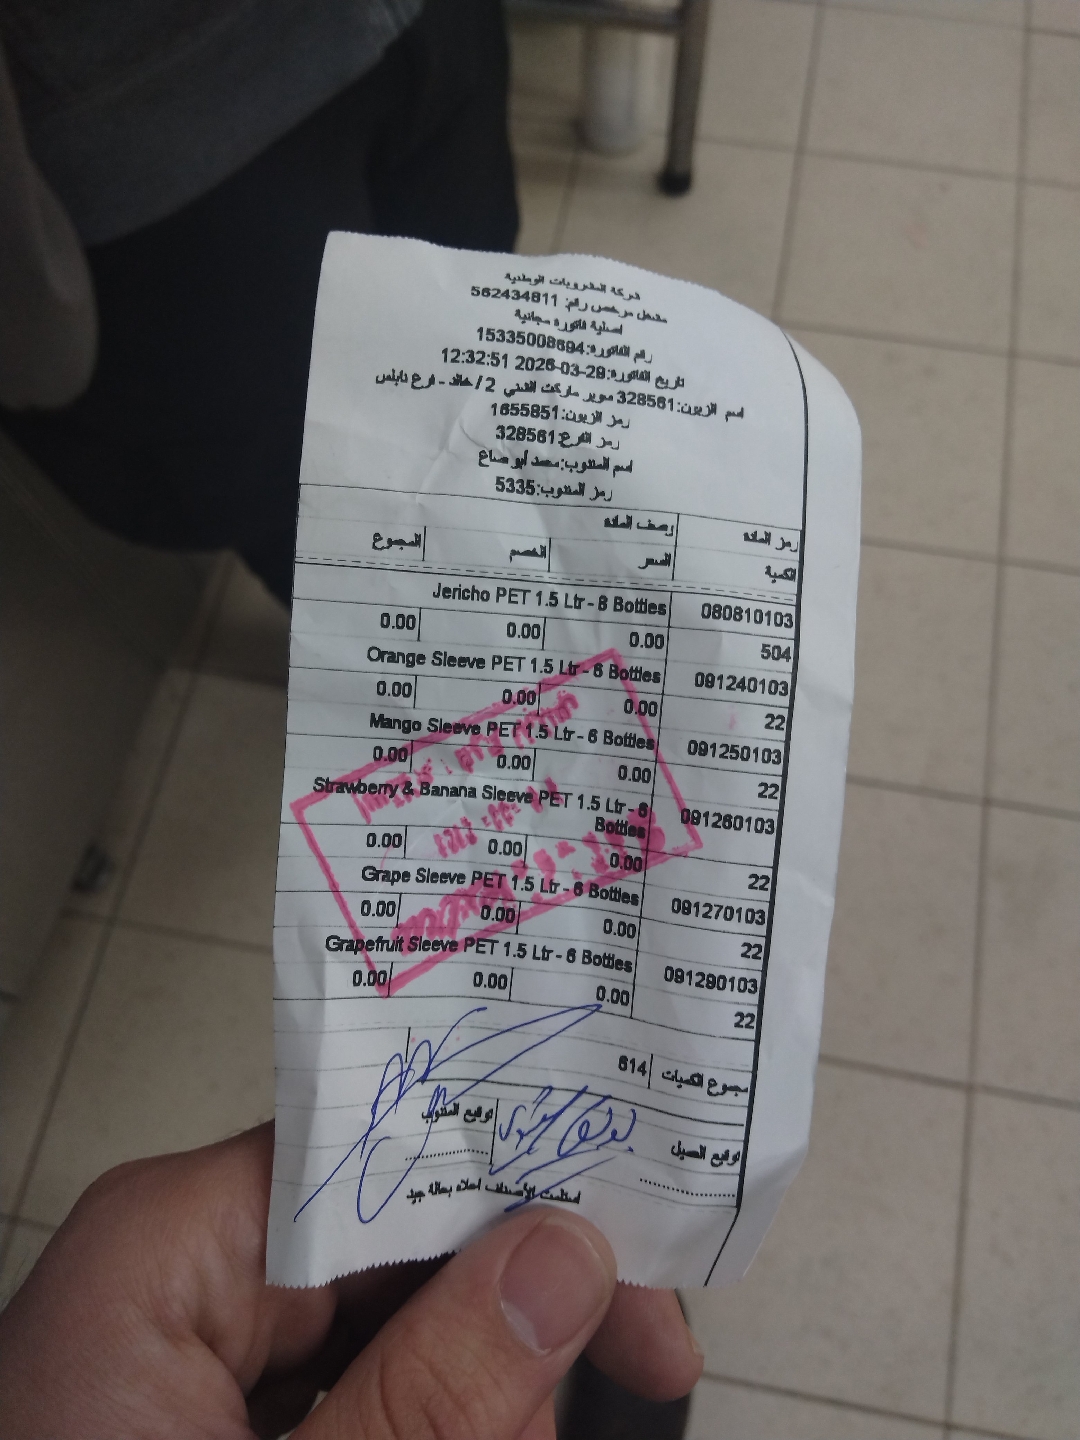 شركة المشروبات الوطنية
مشتغل مرخص رقم: 562434811
اصلية فاتورة مجانية
رقم الفاتورة:15335008694
تاريخ الفاتورة:2026-03-29 12:32:51
اسم الزبون:328561 سوبر ماركت 2 / خالد - فرع نابلس
رمز الزبون:1655851
رمز الفرع:328561
اسم المندوب:محمد أبو صاع
رمز المندوب:5335
رمز المادة وصف المادة
الكمية السعر الخصم المجموع
080810103 Jericho PET 1.5 Ltr - 6 Bottles
504 0.00 0.00 0.00
091240103 Orange Sleeve PET 1.5 Ltr - 6 Bottles
22 0.00 0.00 0.00
091250103 Mango Sleeve PET 1.5 Ltr - 6 Bottles
22 0.00 0.00 0.00
091260103 Strawberry & Banana Sleeve PET 1.5 Ltr - 6
Bottles
22 0.00 0.00 0.00
091270103 Grape Sleeve PET 1.5 Ltr - 6 Bottles
22 0.00 0.00 0.00
091290103 Grapefruit Sleeve PET 1.5 Ltr - 6 Bottles
22 0.00 0.00 0.00
مجموع الكميات 614
توقيع العميل توقيع المندوب
استلمت الأصناف اعلاه بحالة جيد